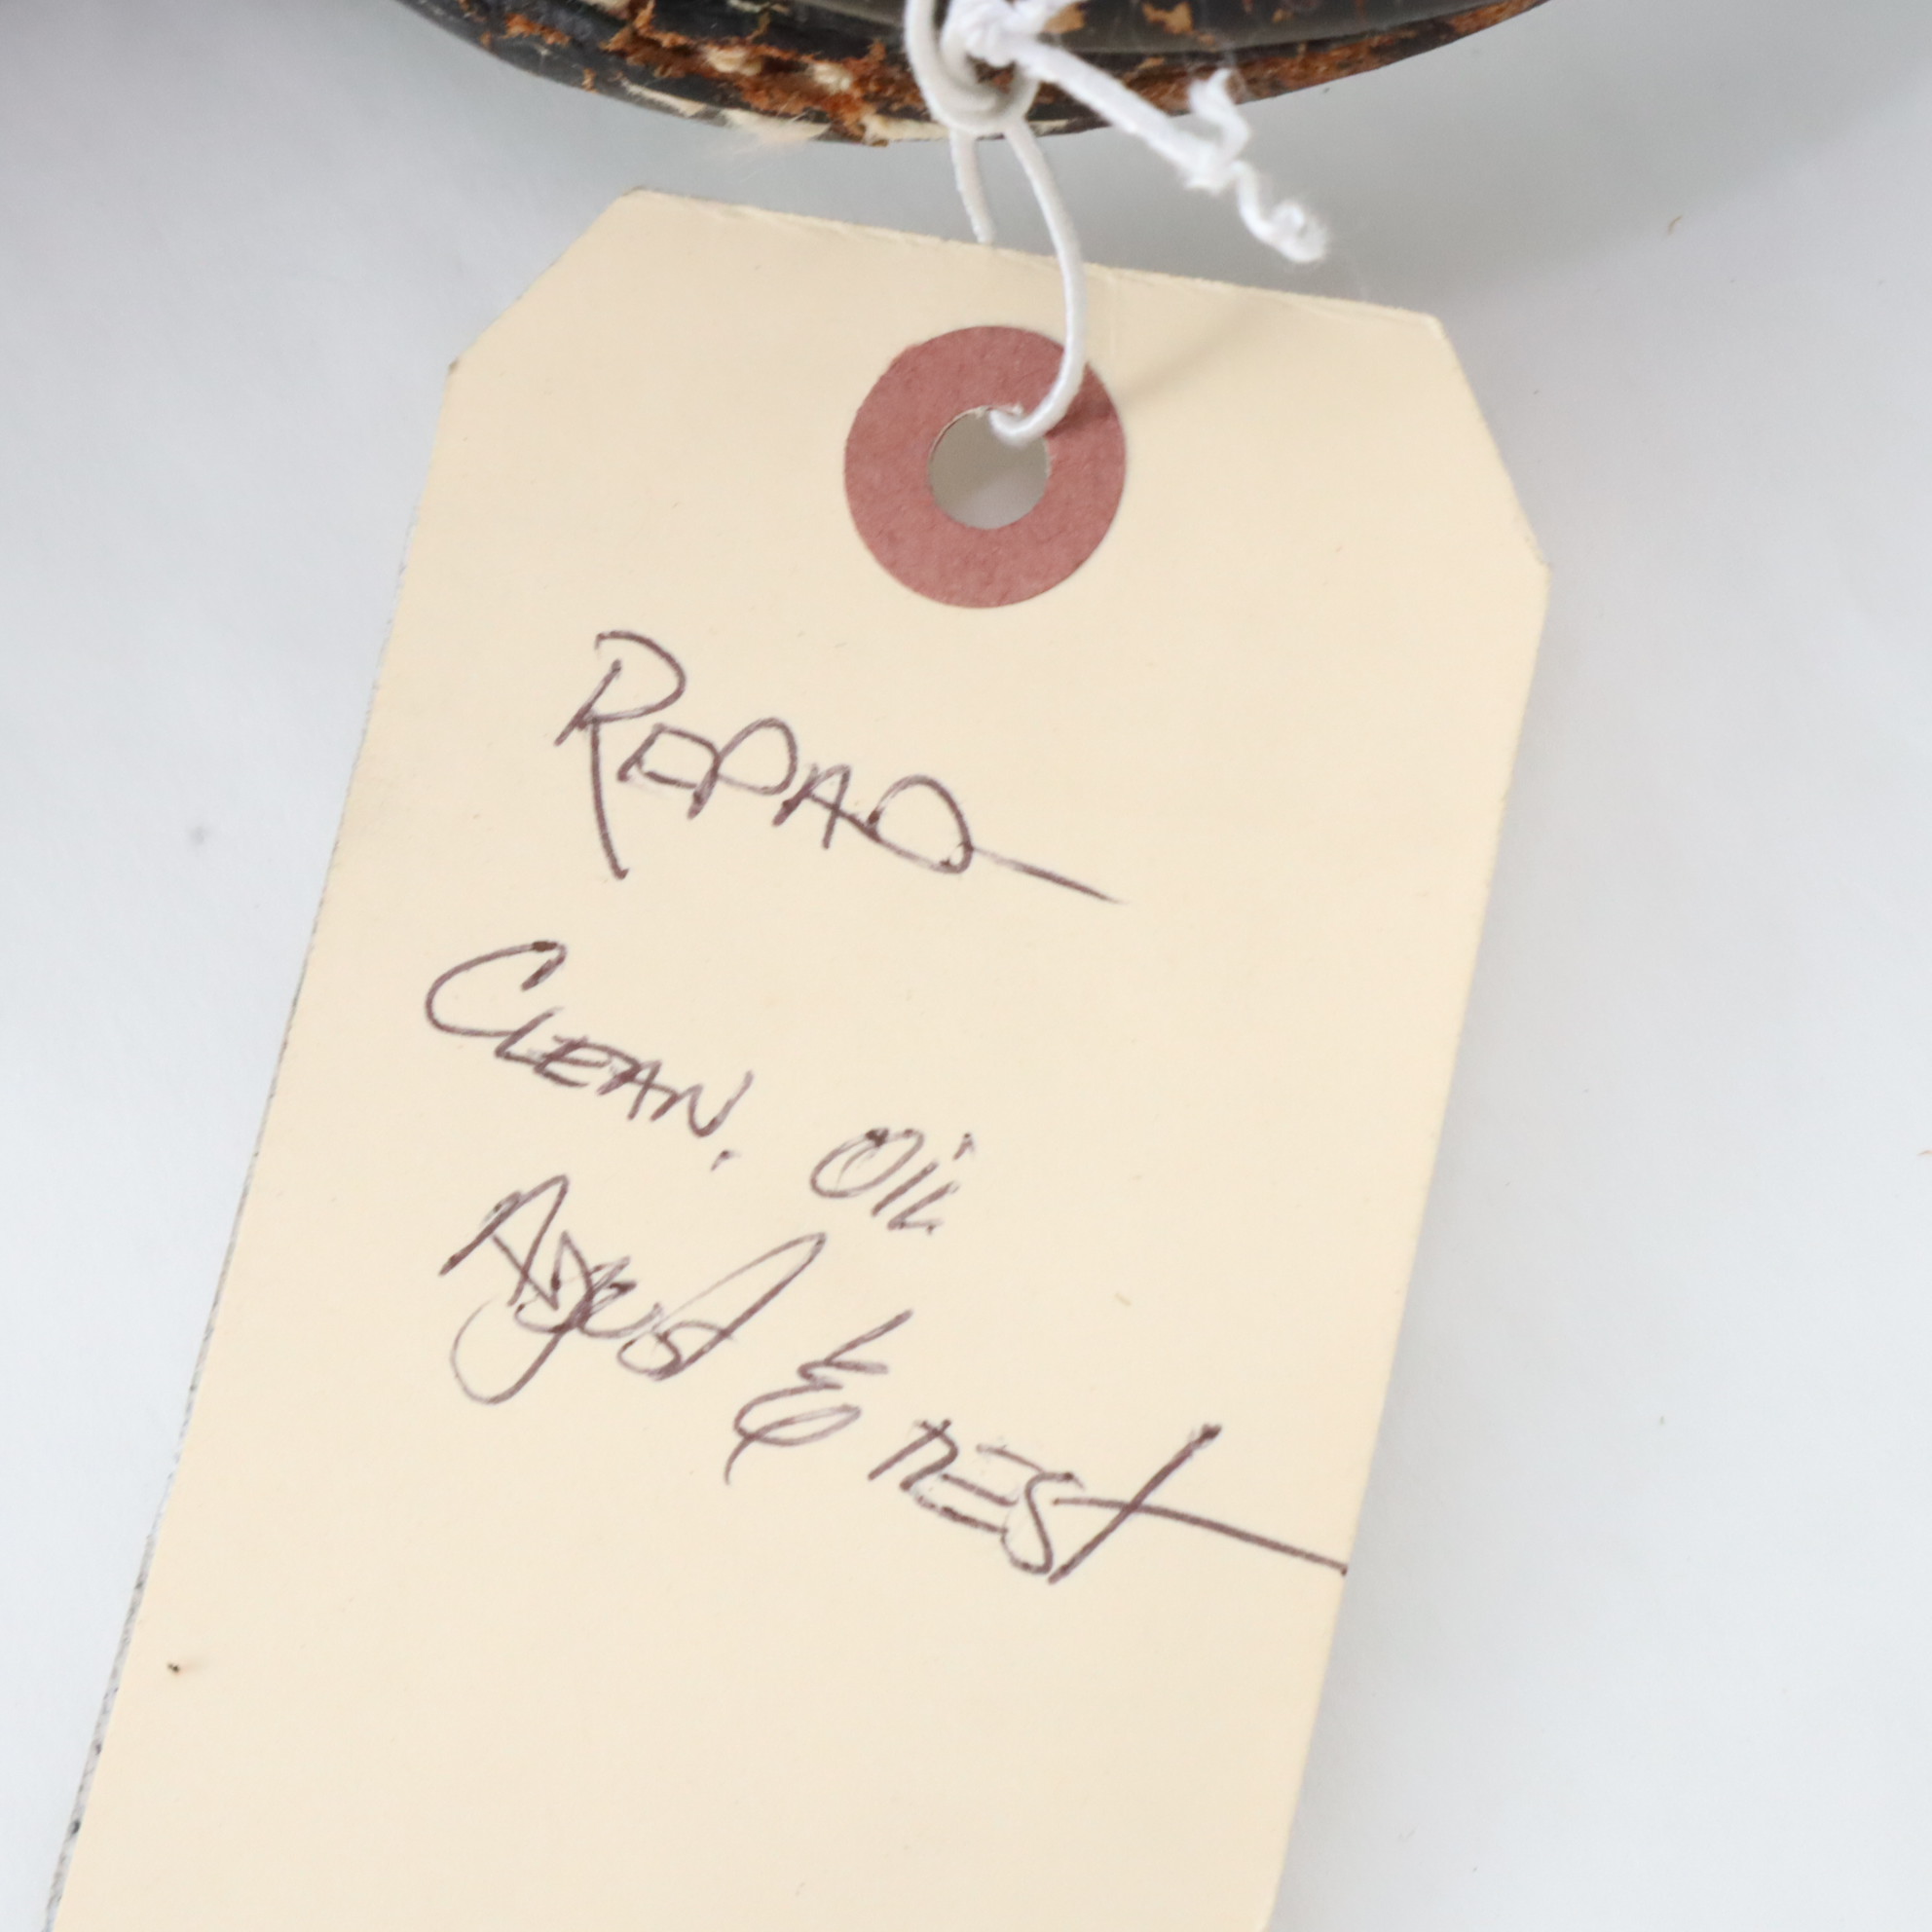 REPAD
CLEAN, OIL
ADJUST & TEST